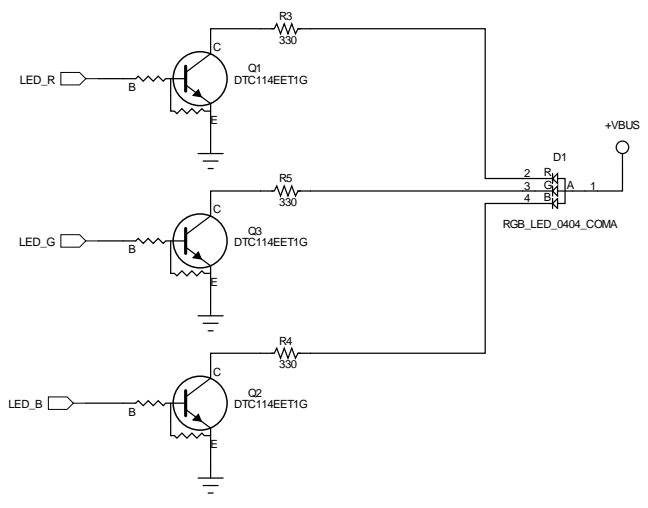 R3
330
C
Q1
DTC114EET1G
LED_R
B
E
+VBUS
D1
2 R
3 G A 1
4 B
RGB_LED_0404_COMA
R5
330
C
Q3
DTC114EET1G
LED_G
B
E
R4
330
C
Q2
DTC114EET1G
LED_B
B
E